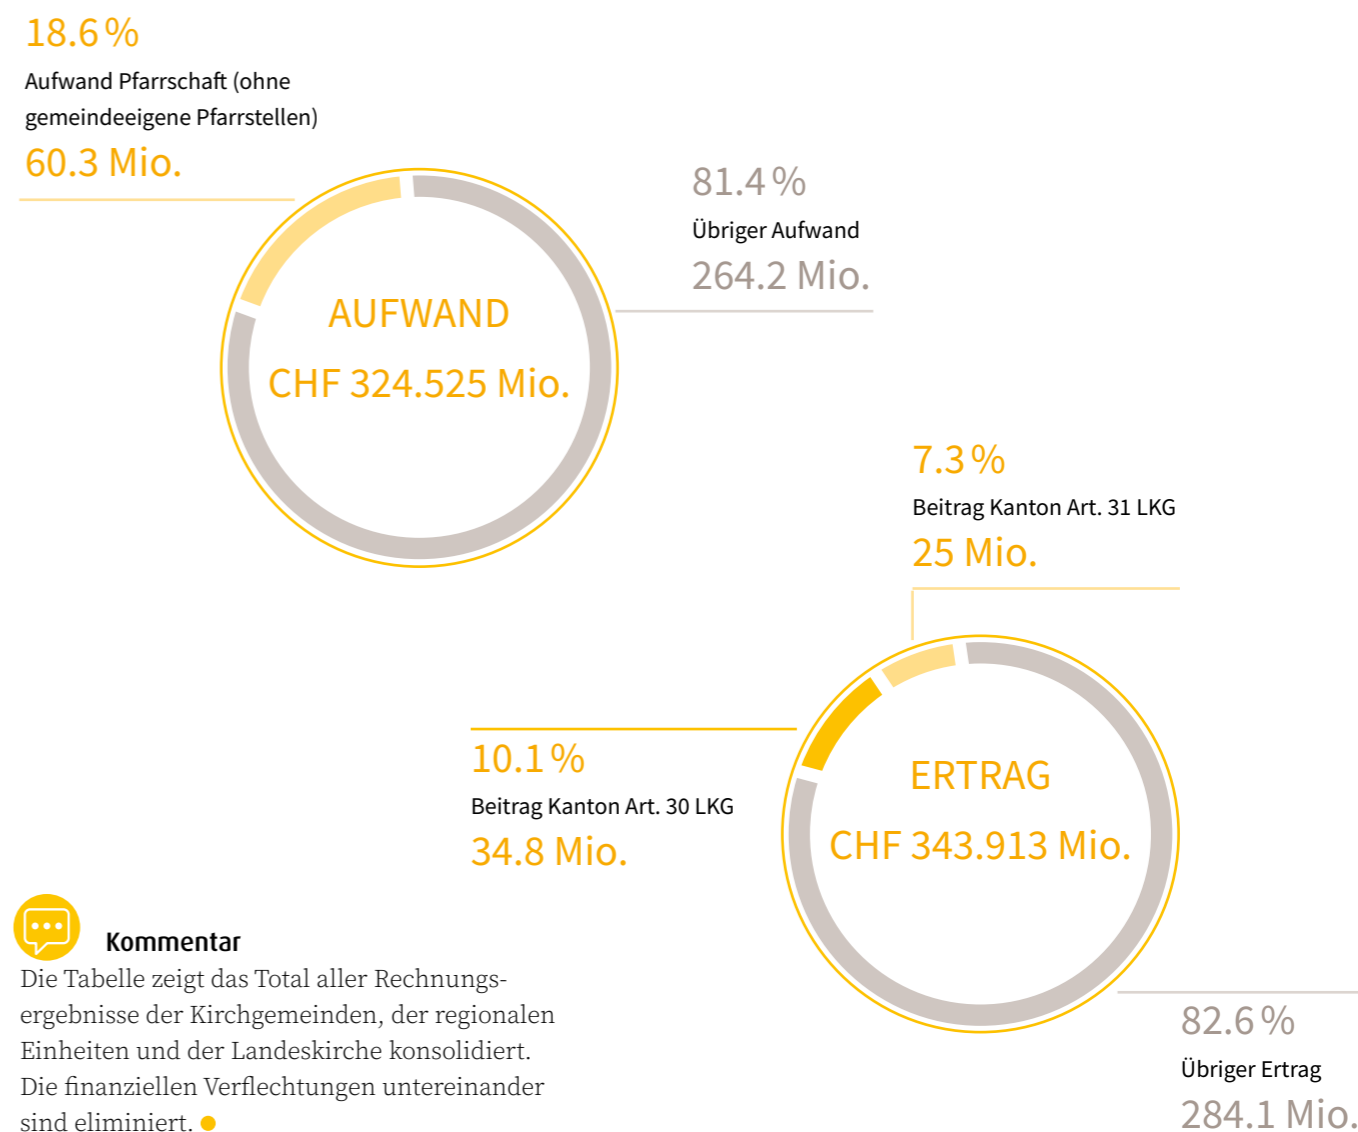 18.6 %
Aufwand Pfarrschaft (ohne
gemeindeeigene Pfarrstellen)
60.3 Mio.
81.4 %
Übriger Aufwand
264.2 Mio.
AUFWAND
CHF 324.525 Mio.
7.3 %
Beitrag Kanton Art. 31 LKG
25 Mio.
10.1 %
Beitrag Kanton Art. 30 LKG
34.8 Mio.
ERTRAG
CHF 343.913 Mio.
82.6 %
Übriger Ertrag
284.1 Mio.
Kommentar
Die Tabelle zeigt das Total aller Rechnungs-
ergebnisse der Kirchgemeinden, der regionalen
Einheiten und der Landeskirche konsolidiert.
Die finanziellen Verflechtungen untereinander
sind eliminiert.